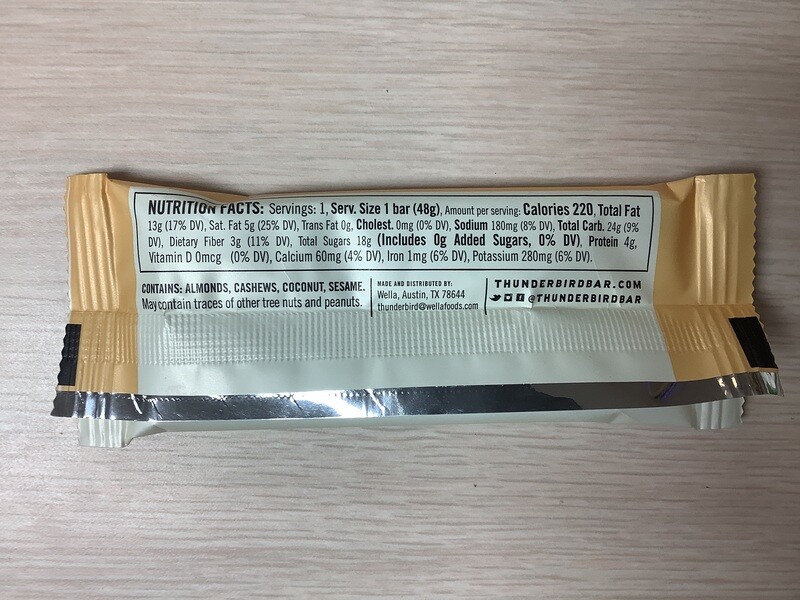 NUTRITION FACTS: Servings: 1, Serv. Size 1 bar (48g), Amount per serving: Calories 220, Total Fat
13g (17% DV), Sat. Fat 5g (25% DV), Trans Fat 0g, Cholest. 0mg (0% DV), Sodium 180mg (8% DV), Total Carb. 24g (9%
DV), Dietary Fiber 3g (11% DV), Total Sugars 18g (Includes 0g Added Sugars, 0% DV), Protein 4g,
Vitamin D 0mcg (0% DV), Calcium 60mg (4% DV), Iron 1mg (6% DV), Potassium 280mg (6% DV).
CONTAINS: ALMONDS, CASHEWS, COCONUT, SESAME.
May contain traces of other tree nuts and peanuts.
MADE AND DISTRIBUTED BY:
Wella, Austin, TX 78644
thunderbird@wellafoods.com
THUNDERBIRDBAR.COM
@THUNDERBIRDBAR